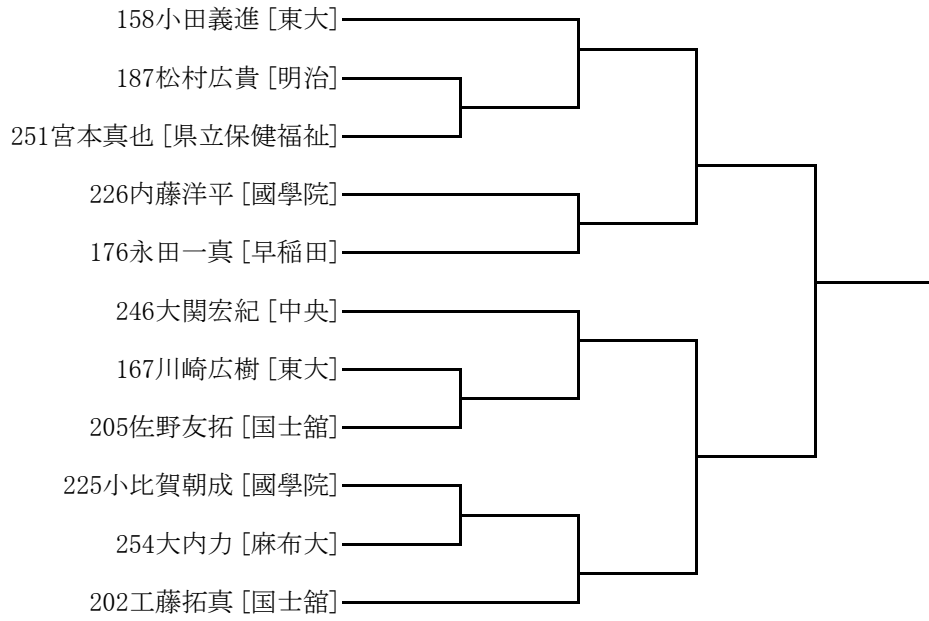 158小田義進 [東大]
187松村広貴 [明治]
251宮本真也 [県立保健福祉]
226内藤洋平 [國學院]
176永田一真 [早稲田]
246大関宏紀 [中央]
167川崎広樹 [東大]
205佐野友拓 [国士舘]
225小比賀朝成 [國學院]
254大内力 [麻布大]
202工藤拓真 [国士舘]